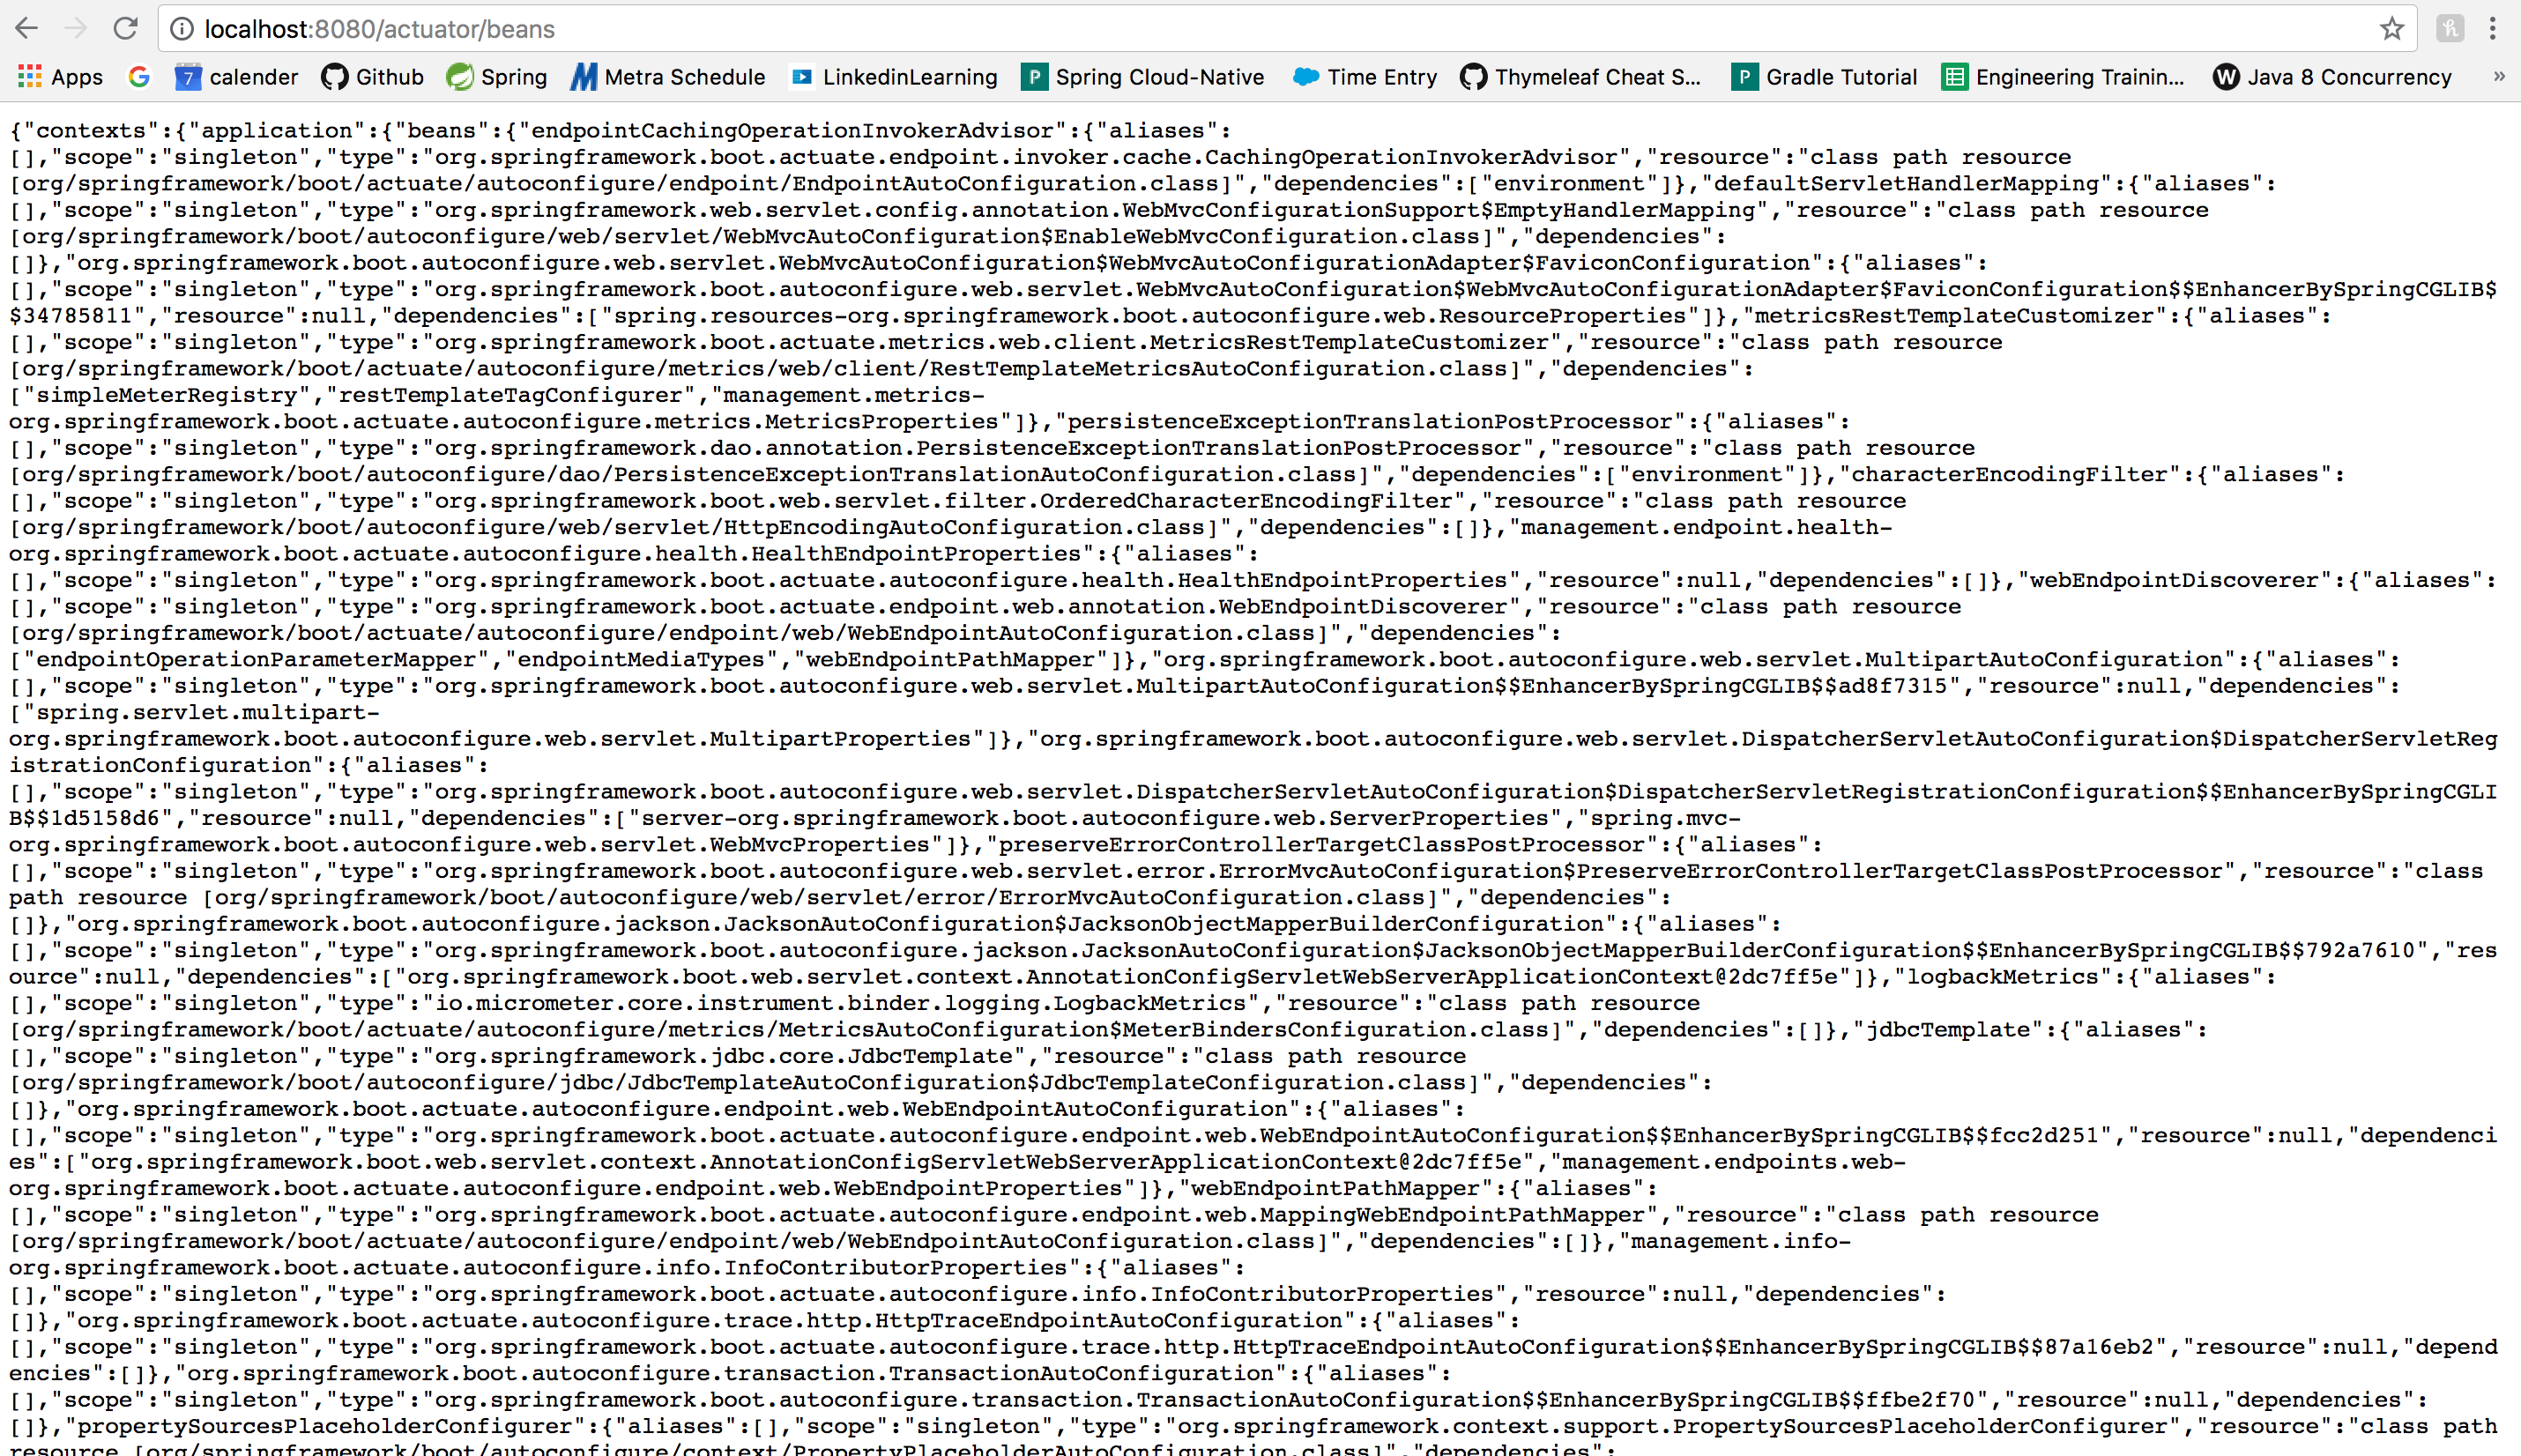 localhost:8080/actuator/beans
Apps calender Github Spring Metra Schedule LinkedinLearning Spring Cloud-Native Time Entry Thymeleaf Cheat S... Gradle Tutorial Engineering Trainin... Java 8 Concurrency »
{"contexts":{"application":{"beans":{"endpointCachingOperationInvokerAdvisor":{"aliases":
[],"scope":"singleton","type":"org.springframework.boot.actuate.endpoint.invoker.cache.CachingOperationInvokerAdvisor","resource":"class path resource
[org/springframework/boot/actuate/autoconfigure/endpoint/EndpointAutoConfiguration.class]","dependencies":["environment"]},"defaultServletHandlerMapping":{"aliases":
[],"scope":"singleton","type":"org.springframework.web.servlet.config.annotation.WebMvcConfigurationSupport$EmptyHandlerMapping","resource":"class path resource
[org/springframework/boot/autoconfigure/web/servlet/WebMvcAutoConfiguration$EnableWebMvcConfiguration.class]","dependencies":
[]},"org.springframework.boot.autoconfigure.web.servlet.WebMvcAutoConfiguration$WebMvcAutoConfigurationAdapter$FaviconConfiguration":{"aliases":
[],"scope":"singleton","type":"org.springframework.boot.autoconfigure.web.servlet.WebMvcAutoConfiguration$WebMvcAutoConfigurationAdapter$FaviconConfiguration$$EnhancerBySpringCGLIB$
$34785811","resource":null,"dependencies":["spring.resources-org.springframework.boot.autoconfigure.web.ResourceProperties"]},"metricsRestTemplateCustomizer":{"aliases":
[],"scope":"singleton","type":"org.springframework.boot.actuate.metrics.web.client.MetricsRestTemplateCustomizer","resource":"class path resource
[org/springframework/boot/actuate/autoconfigure/metrics/web/client/RestTemplateMetricsAutoConfiguration.class]","dependencies":
["simpleMeterRegistry","restTemplateTagConfigurer","management.metrics-
org.springframework.boot.actuate.autoconfigure.metrics.MetricsProperties"]},"persistenceExceptionTranslationPostProcessor":{"aliases":
[],"scope":"singleton","type":"org.springframework.dao.annotation.PersistenceExceptionTranslationPostProcessor","resource":"class path resource
[org/springframework/boot/autoconfigure/dao/PersistenceExceptionTranslationAutoConfiguration.class]","dependencies":["environment"]},"characterEncodingFilter":{"aliases":
[],"scope":"singleton","type":"org.springframework.boot.web.servlet.filter.OrderedCharacterEncodingFilter","resource":"class path resource
[org/springframework/boot/autoconfigure/web/servlet/HttpEncodingAutoConfiguration.class]","dependencies":[]},"management.endpoint.health-
org.springframework.boot.actuate.autoconfigure.health.HealthEndpointProperties":{"aliases":
[],"scope":"singleton","type":"org.springframework.boot.actuate.autoconfigure.health.HealthEndpointProperties","resource":null,"dependencies":[]},"webEndpointDiscoverer":{"aliases":
[],"scope":"singleton","type":"org.springframework.boot.actuate.endpoint.web.annotation.WebEndpointDiscoverer","resource":"class path resource
[org/springframework/boot/actuate/autoconfigure/endpoint/web/WebEndpointAutoConfiguration.class]","dependencies":
["endpointOperationParameterMapper","endpointMediaTypes","webEndpointPathMapper"]},"org.springframework.boot.autoconfigure.web.servlet.MultipartAutoConfiguration":{"aliases":
[],"scope":"singleton","type":"org.springframework.boot.autoconfigure.web.servlet.MultipartAutoConfiguration$$EnhancerBySpringCGLIB$$ad8f7315","resource":null,"dependencies":
["spring.servlet.multipart-
org.springframework.boot.autoconfigure.web.servlet.MultipartProperties"]},"org.springframework.boot.autoconfigure.web.servlet.DispatcherServletAutoConfiguration$DispatcherServletReg
istrationConfiguration":{"aliases":
[],"scope":"singleton","type":"org.springframework.boot.autoconfigure.web.servlet.DispatcherServletAutoConfiguration$DispatcherServletRegistrationConfiguration$$EnhancerBySpringCGLI
B$$1d5158d6","resource":null,"dependencies":["server-org.springframework.boot.autoconfigure.web.ServerProperties","spring.mvc-
org.springframework.boot.autoconfigure.web.servlet.WebMvcProperties"]},"preserveErrorControllerTargetClassPostProcessor":{"aliases":
[],"scope":"singleton","type":"org.springframework.boot.autoconfigure.web.servlet.error.ErrorMvcAutoConfiguration$PreserveErrorControllerTargetClassPostProcessor","resource":"class
path resource [org/springframework/boot/autoconfigure/web/servlet/error/ErrorMvcAutoConfiguration.class]","dependencies":
[]},"org.springframework.boot.autoconfigure.jackson.JacksonAutoConfiguration$JacksonObjectMapperBuilderConfiguration":{"aliases":
[],"scope":"singleton","type":"org.springframework.boot.autoconfigure.jackson.JacksonAutoConfiguration$JacksonObjectMapperBuilderConfiguration$$EnhancerBySpringCGLIB$$792a7610","res
ource":null,"dependencies":["org.springframework.boot.web.servlet.context.AnnotationConfigServletWebServerApplicationContext@2dc7ff5e"]},"logbackMetrics":{"aliases":
[],"scope":"singleton","type":"io.micrometer.core.instrument.binder.logging.LogbackMetrics","resource":"class path resource
[org/springframework/boot/actuate/autoconfigure/metrics/MetricsAutoConfiguration$MeterBindersConfiguration.class]","dependencies":[]},"jdbcTemplate":{"aliases":
[],"scope":"singleton","type":"org.springframework.jdbc.core.JdbcTemplate","resource":"class path resource
[org/springframework/boot/autoconfigure/jdbc/JdbcTemplateAutoConfiguration$JdbcTemplateConfiguration.class]","dependencies":
[]},"org.springframework.boot.actuate.autoconfigure.endpoint.web.WebEndpointAutoConfiguration":{"aliases":
[],"scope":"singleton","type":"org.springframework.boot.actuate.autoconfigure.endpoint.web.WebEndpointAutoConfiguration$$EnhancerBySpringCGLIB$$fcc2d251","resource":null,"dependenci
es":["org.springframework.boot.web.servlet.context.AnnotationConfigServletWebServerApplicationContext@2dc7ff5e","management.endpoints.web-
org.springframework.boot.actuate.autoconfigure.endpoint.web.WebEndpointProperties"]},"webEndpointPathMapper":{"aliases":
[],"scope":"singleton","type":"org.springframework.boot.actuate.autoconfigure.endpoint.web.MappingWebEndpointPathMapper","resource":"class path resource
[org/springframework/boot/actuate/autoconfigure/endpoint/web/WebEndpointAutoConfiguration.class]","dependencies":[]},"management.info-
org.springframework.boot.actuate.autoconfigure.info.InfoContributorProperties":{"aliases":
[],"scope":"singleton","type":"org.springframework.boot.actuate.autoconfigure.info.InfoContributorProperties","resource":null,"dependencies":
[]},"org.springframework.boot.actuate.autoconfigure.trace.http.HttpTraceEndpointAutoConfiguration":{"aliases":
[],"scope":"singleton","type":"org.springframework.boot.actuate.autoconfigure.trace.http.HttpTraceEndpointAutoConfiguration$$EnhancerBySpringCGLIB$$87a16eb2","resource":null,"depend
encies":[]},"org.springframework.boot.autoconfigure.transaction.TransactionAutoConfiguration":{"aliases":
[],"scope":"singleton","type":"org.springframework.boot.autoconfigure.transaction.TransactionAutoConfiguration$$EnhancerBySpringCGLIB$$ffbe2f70","resource":null,"dependencies":
[]},"propertySourcesPlaceholderConfigurer":{"aliases":[],"scope":"singleton","type":"org.springframework.context.support.PropertySourcesPlaceholderConfigurer","resource":"class path
resource [org/springframework/boot/autoconfigure/context/PropertyPlaceholderAutoConfiguration.class]","dependencies":